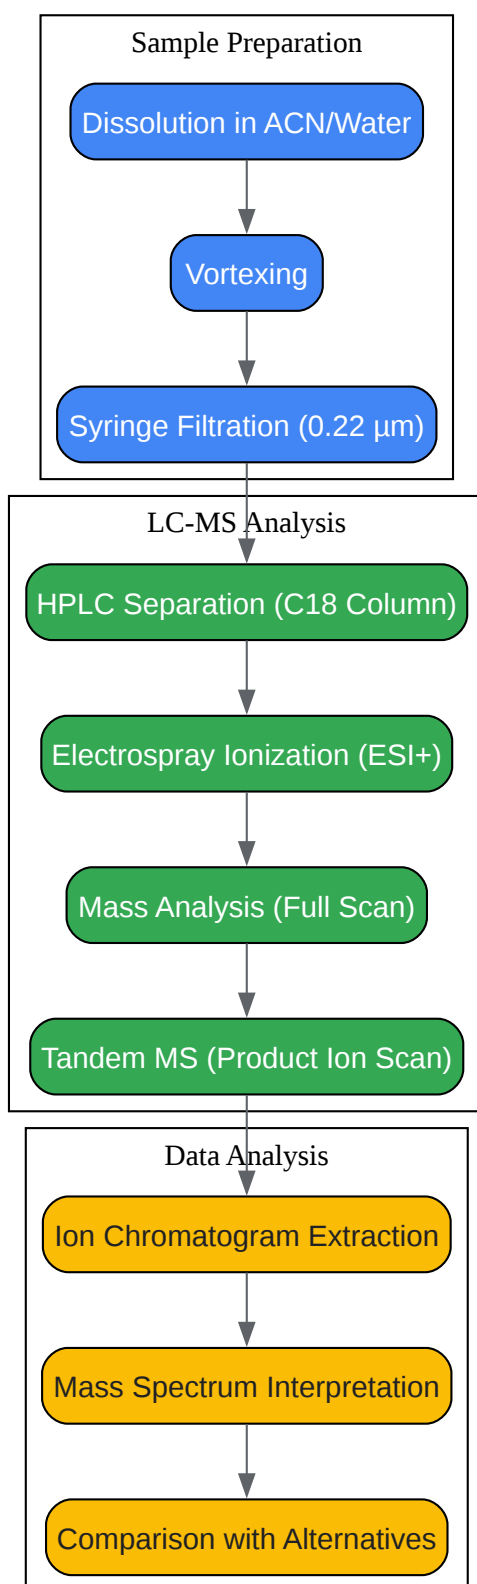 Sample Preparation
Dissolution in ACN/Water
Vortexing
Syringe Filtration (0.22 µm)
LC-MS Analysis
HPLC Separation (C18 Column)
Electrospray Ionization (ESI+)
Mass Analysis (Full Scan)
Tandem MS (Product Ion Scan)
Data Analysis
Ion Chromatogram Extraction
Mass Spectrum Interpretation
Comparison with Alternatives